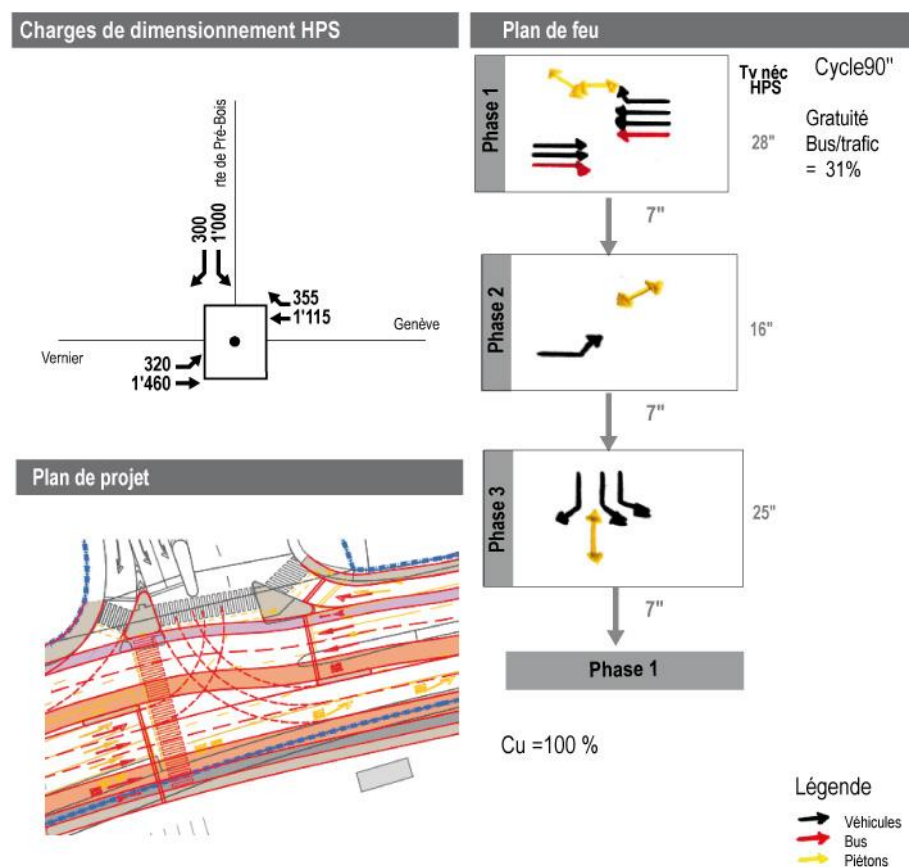 Charges de dimensionnement HPS
rte de Pré-Bois
300
1'000
355
1'115
Genève
Vernier
320
1'460
Plan de projet
Plan de feu
Phase 1
Tv néc
HPS
28"
Cycle90"
Gratuité
Bus/trafic
= 31%
7"
Phase 2
16"
7"
Phase 3
25"
7"
Phase 1
Cu =100 %
Légende
Véhicules
Bus
Piétons